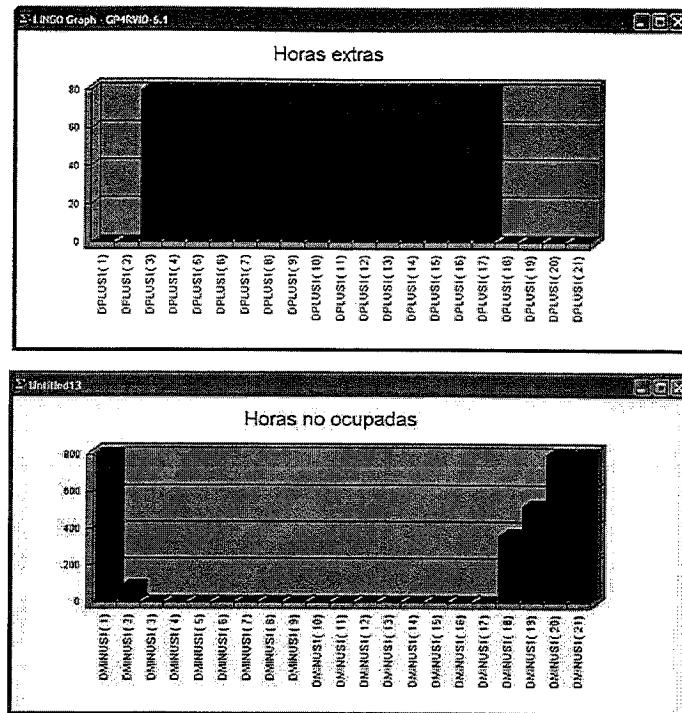 LINGO Graph - GP4RVID-6.1
Horas extras
80
60
40
20
0
DPLUS1( 1)
DPLUS1( 2)
DPLUS1( 3)
DPLUS1( 4)
DPLUS1( 5)
DPLUS1( 6)
DPLUS1( 7)
DPLUS1( 8)
DPLUS1( 9)
DPLUS1( 10)
DPLUS1( 11)
DPLUS1( 12)
DPLUS1( 13)
DPLUS1( 14)
DPLUS1( 15)
DPLUS1( 16)
DPLUS1( 17)
DPLUS1( 18)
DPLUS1( 19)
DPLUS1( 20)
DPLUS1( 21)
Untitled13
Horas no ocupadas
800
600
400
200
0
DMINUS1( 1)
DMINUS1( 2)
DMINUS1( 3)
DMINUS1( 4)
DMINUS1( 5)
DMINUS1( 6)
DMINUS1( 7)
DMINUS1( 8)
DMINUS1( 9)
DMINUS1( 10)
DMINUS1( 11)
DMINUS1( 12)
DMINUS1( 13)
DMINUS1( 14)
DMINUS1( 15)
DMINUS1( 16)
DMINUS1( 17)
DMINUS1( 18)
DMINUS1( 19)
DMINUS1( 20)
DMINUS1( 21)